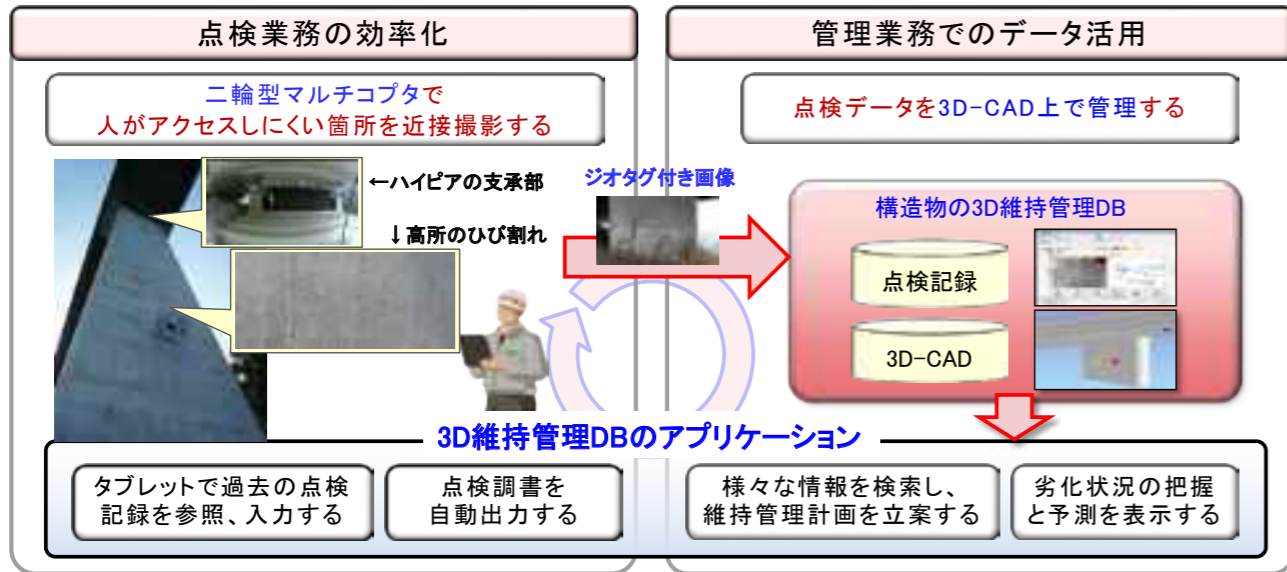 点検業務の効率化
二輪型マルチコプタで
人がアクセスしにくい箇所を近接撮影する
←ハイピアの支承部
↓高所のひび割れ
ジオタグ付き画像
管理業務でのデータ活用
点検データを3D-CAD上で管理する
構造物の3D維持管理DB
点検記録
3D-CAD
3D維持管理DBのアプリケーション
タブレットで過去の点検
記録を参照、入力する
点検調書を
自動出力する
様々な情報を検索し、
維持管理計画を立案する
劣化状況の把握
と予測を表示する